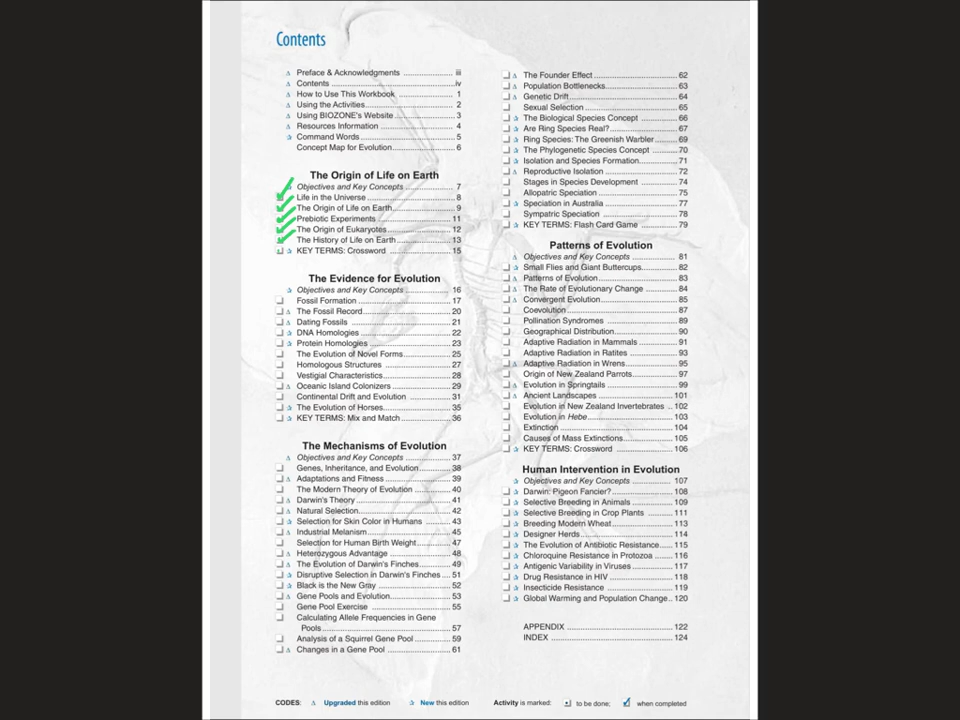 Contents
Preface & Acknowledgments ..................... iii
Contents .................................................iv
How to Use This Workbook ...................... 1
Using the Activities................................... 2
Using BIOZONE's Website ...................... 3
Resources Information ............................ 4
Command Words..................................... 5
Concept Map for Evolution....................... 6
The Origin of Life on Earth
Objectives and Key Concepts ................. 7
Life in the Universe ................................. 8
The Origin of Life on Earth....................... 9
Prebiotic Experiments ........................... 11
The Origin of Eukaryotes........................ 12
The History of Life on Earth.................... 13
KEY TERMS: Crossword ....................... 15
The Evidence for Evolution
Objectives and Key Concepts ................ 16
Fossil Formation .................................... 17
The Fossil Record................................... 20
Dating Fossils ........................................ 21
DNA Homologies.................................... 22
Protein Homologies ............................... 23
The Evolution of Novel Forms................. 25
Homologous Structures ......................... 27
Vestigial Characteristics......................... 28
Oceanic Island Colonizers ..................... 29
Continental Drift and Evolution .............. 31
The Evolution of Horses......................... 35
KEY TERMS: Mix and Match .................. 36
The Mechanisms of Evolution
Objectives and Key Concepts ................ 37
Genes, Inheritance, and Evolution........... 38
Adaptations and Fitness ........................ 39
The Modern Theory of Evolution ............ 40
Darwin's Theory ..................................... 41
Natural Selection.................................... 42
Selection for Skin Color in Humans ........ 43
Industrial Melanism ................................ 45
Selection for Human Birth Weight............ 47
Heterozygous Advantage ....................... 48
The Evolution of Darwin's Finches........... 49
Disruptive Selection in Darwin's Finches .... 51
Black is the New Gray ........................... 52
Gene Pools and Evolution...................... 53
Gene Pool Exercise ............................... 55
Calculating Allele Frequencies in Gene
Pools ..................................................... 57
Analysis of a Squirrel Gene Pool ............ 59
Changes in a Gene Pool ....................... 61
The Founder Effect ................................ 62
Population Bottlenecks.......................... 63
Genetic Drift........................................... 64
Sexual Selection .................................... 65
The Biological Species Concept ............ 66
Are Ring Species Real?.......................... 67
Ring Species: The Greenish Warbler....... 69
The Phylogenetic Species Concept ........ 70
Isolation and Species Formation............. 71
Reproductive Isolation ........................... 72
Stages in Species Development ............ 74
Allopatric Speciation .............................. 75
Speciation in Australia ........................... 77
Sympatric Speciation ............................ 78
KEY TERMS: Flash Card Game ............. 79
Patterns of Evolution
Objectives and Key Concepts ............... 81
Small Flies and Giant Buttercups............ 82
Patterns of Evolution.............................. 83
The Rate of Evolutionary Change .......... 84
Convergent Evolution............................. 85
Coevolution............................................ 87
Pollination Syndromes ........................... 89
Geographical Distribution....................... 90
Adaptive Radiation in Mammals ............ 91
Adaptive Radiation in Ratites ................. 93
Adaptive Radiation in Wrens.................. 95
Origin of New Zealand Parrots................ 97
Evolution in Springtails .......................... 99
Ancient Landscapes ............................. 101
Evolution in New Zealand Invertebrates .. 102
Evolution in Hebe .................................. 103
Extinction ............................................. 104
Causes of Mass Extinctions................... 105
KEY TERMS: Crossword ...................... 106
Human Intervention in Evolution
Objectives and Key Concepts .............. 107
Darwin: Pigeon Fancier? ...................... 108
Selective Breeding in Animals .............. 109
Selective Breeding in Crop Plants ........ 111
Breeding Modern Wheat....................... 113
Designer Herds..................................... 114
The Evolution of Antibiotic Resistance..... 115
Chloroquine Resistance in Protozoa ..... 116
Antigenic Variability in Viruses............... 117
Drug Resistance in HIV ........................ 118
Insecticide Resistance ......................... 119
Global Warming and Population Change.. 120
APPENDIX ........................................... 122
INDEX .................................................. 124
CODES: Upgraded this edition New this edition Activity is marked: to be done; when completed